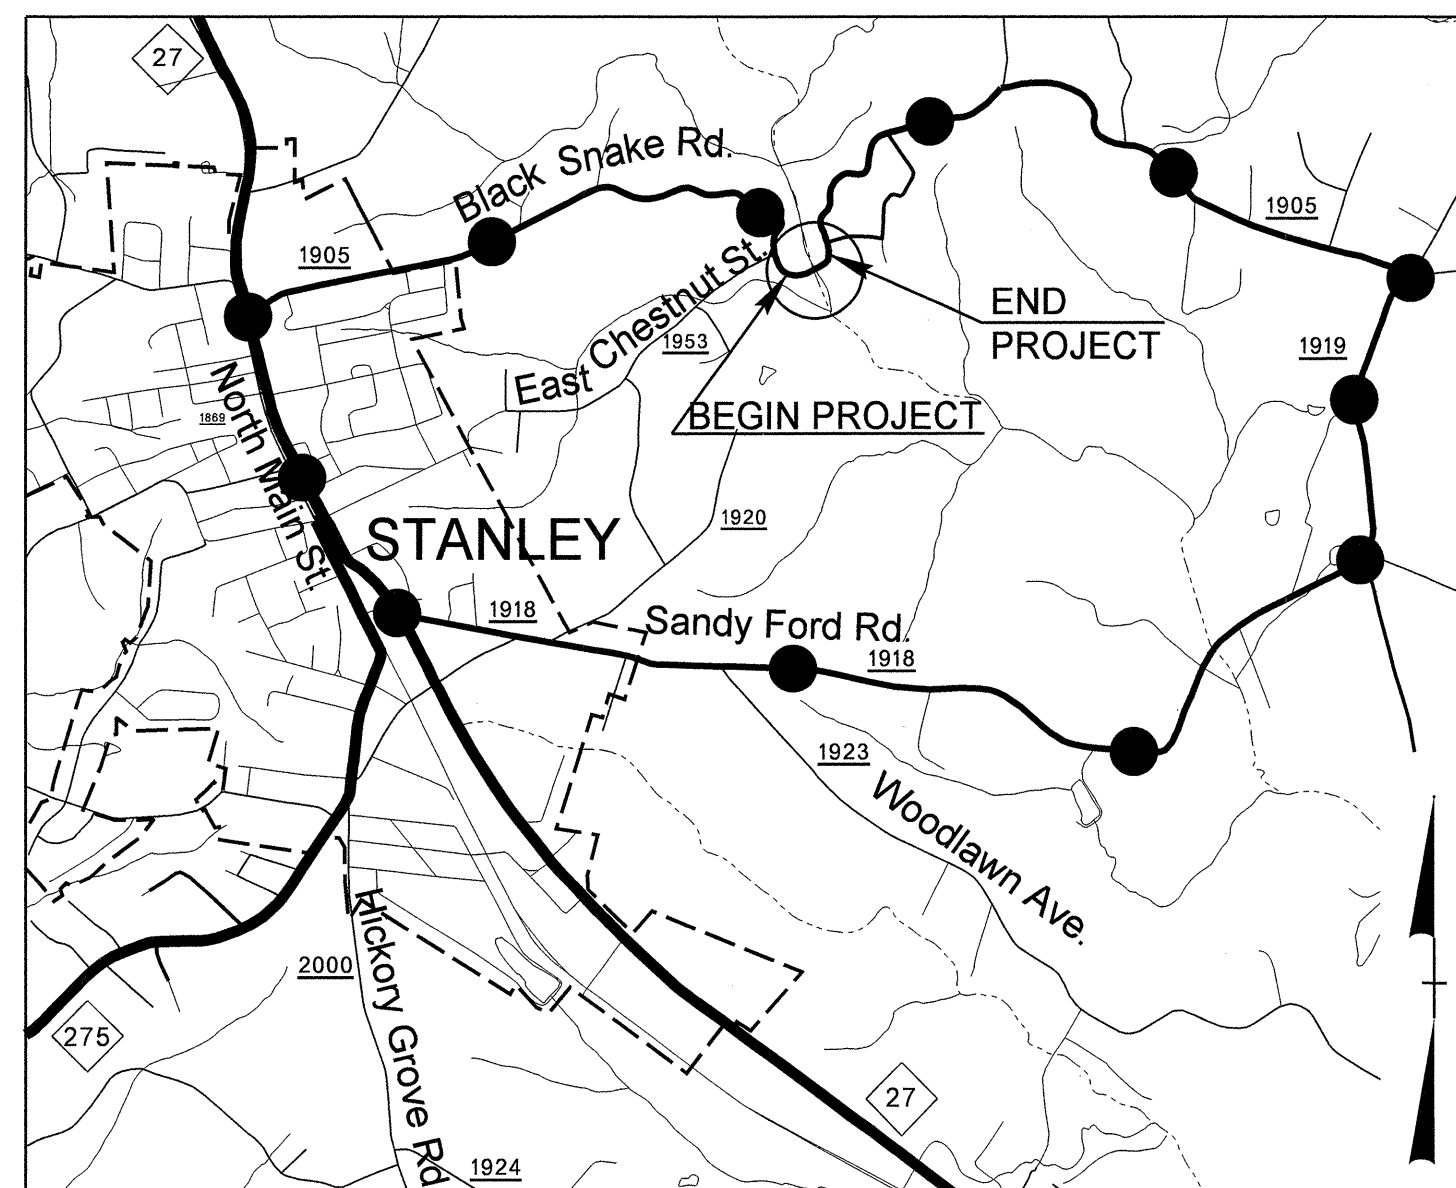 27
Black Snake Rd.
1905
1905
East Chestnut St.
END
PROJECT
1953
1919
North Main St.
1869
BEGIN PROJECT
STANLEY
1920
1918
Sandy Ford Rd.
1918
1923
Woodlawn Ave.
Hickory Grove Rd
2000
275
27
1924